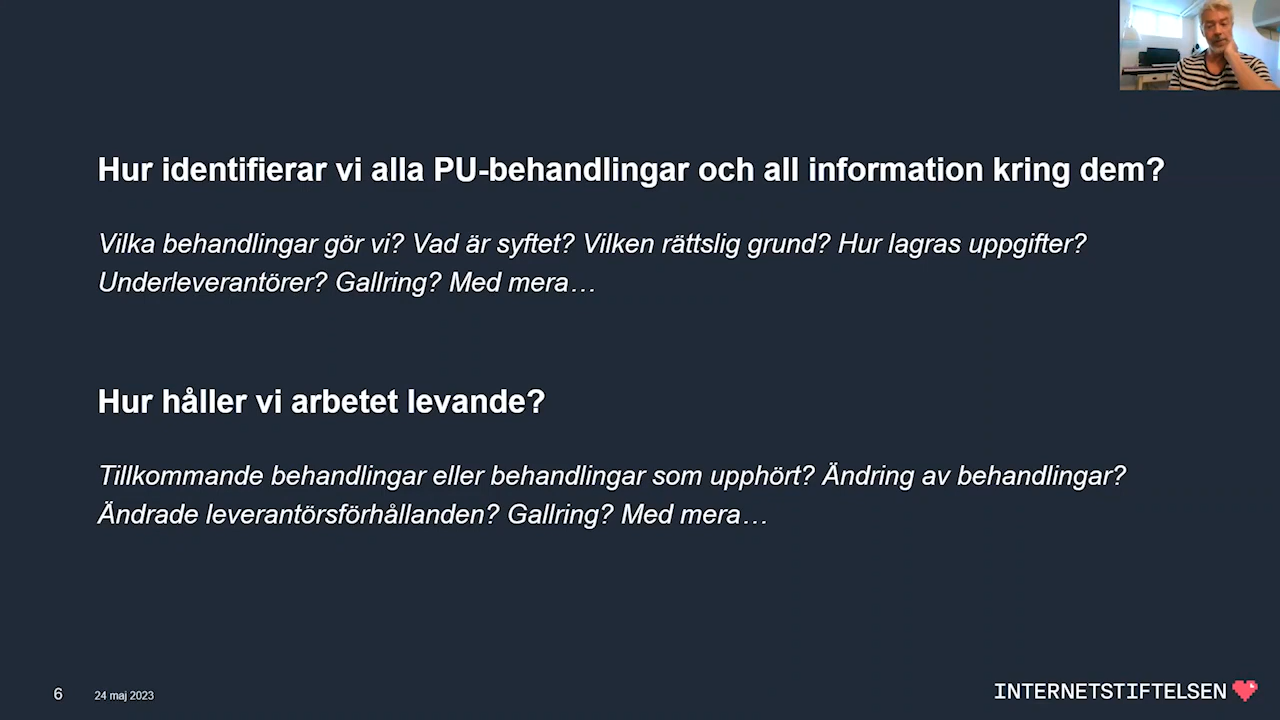 Hur identifierar vi alla PU-behandlingar och all information kring dem?
Vilka behandlingar gör vi? Vad är syftet? Vilken rättslig grund? Hur lagras uppgifter?
Underleverantörer? Gallring? Med mera…
Hur håller vi arbetet levande?
Tillkommande behandlingar eller behandlingar som upphört? Ändring av behandlingar?
Ändrade leverantörsförhållanden? Gallring? Med mera…
6
24 maj 2023
INTERNETSTIFTELSEN